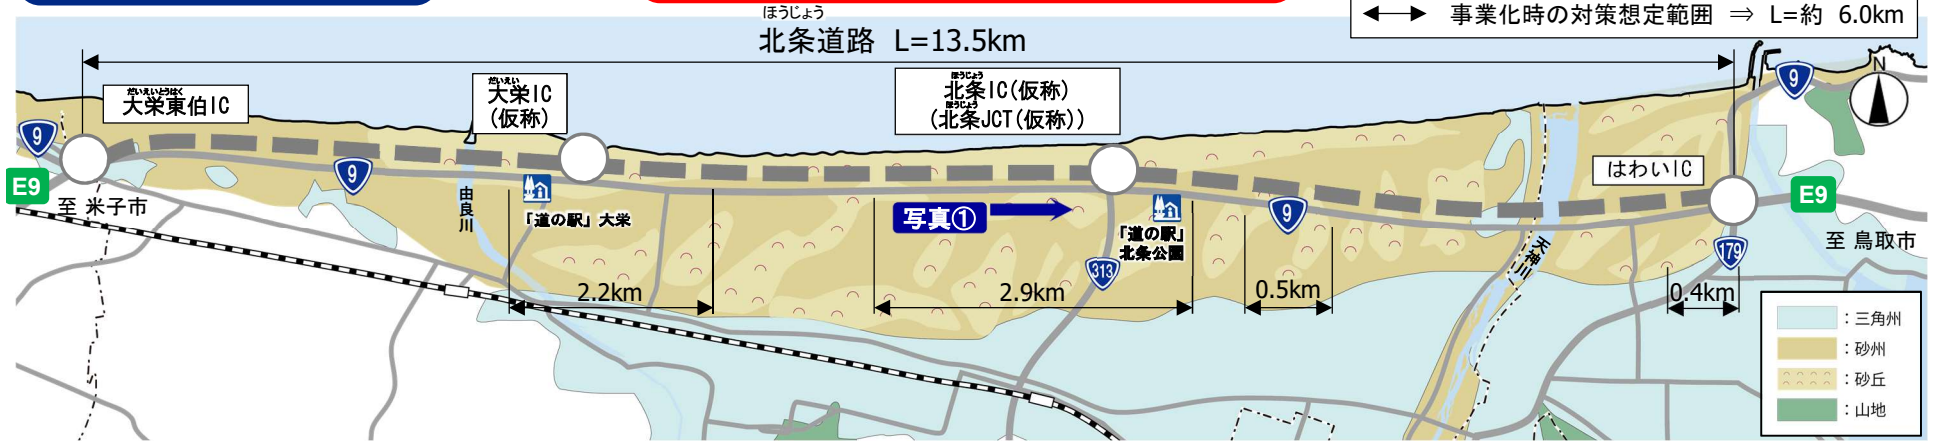 事業化時の対策想定範囲 ⇒ L=約 6.0km
ほうじょう
北条道路 L=13.5km
N
9
だいえいとうはく
大栄東伯IC
だいえい
大栄IC
(仮称)
ほうじょう
北条IC(仮称)
ほうじょう
(北条JCT(仮称))
はわいIC
9
9
E9
至 米子市
由良川
「道の駅」大栄
写真①
「道の駅」
北条公園
9
313
天神川
E9
至 鳥取市
179
2.2km
2.9km
0.5km
0.4km
:三角州
:砂州
:砂丘
:山地